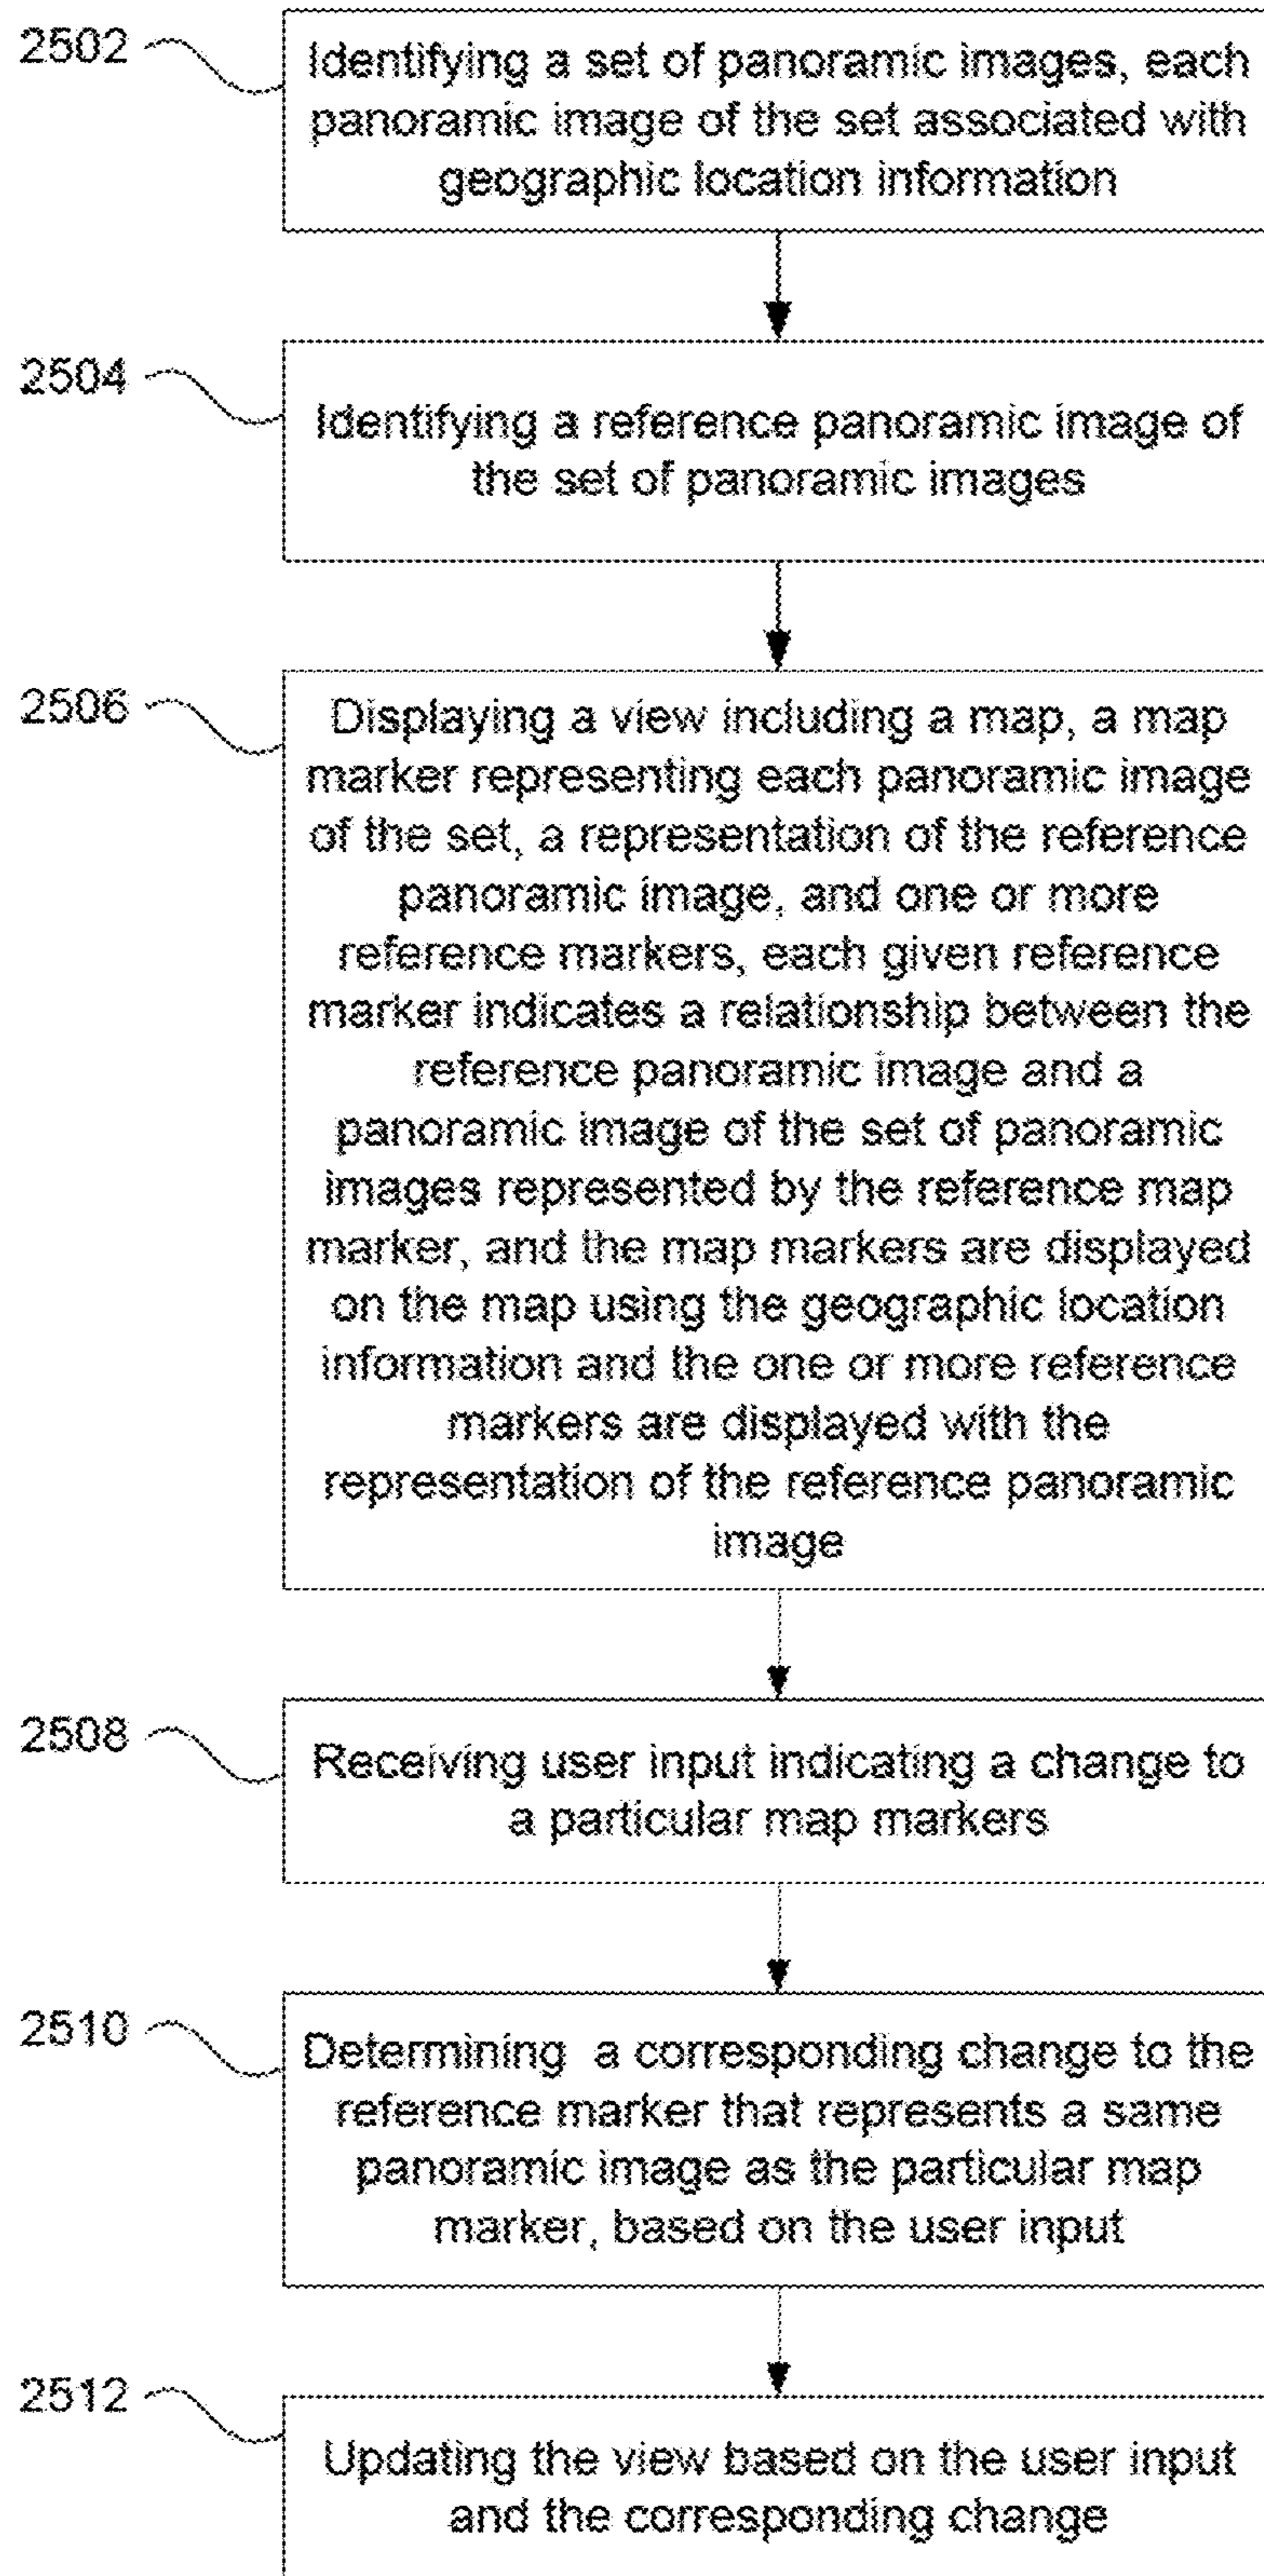 2502
Identifying a set of panoramic images, each
panoramic image of the set associated with
geographic location information
2504
Identifying a reference panoramic image of
the set of panoramic images
2506
Displaying a view including a map, a map
marker representing each panoramic image
of the set, a representation of the reference
panoramic image, and one or more
reference markers, each given reference
marker indicates a relationship between the
reference panoramic image and a
panoramic image of the set of panoramic
images represented by the reference map
marker, and the map markers are displayed
on the map using the geographic location
information and the one or more reference
markers are displayed with the
representation of the reference panoramic
image
2508
Receiving user input indicating a change to
a particular map markers
2510
Determining a corresponding change to the
reference marker that represents a same
panoramic image as the particular map
marker, based on the user input
2512
Updating the view based on the user input
and the corresponding change